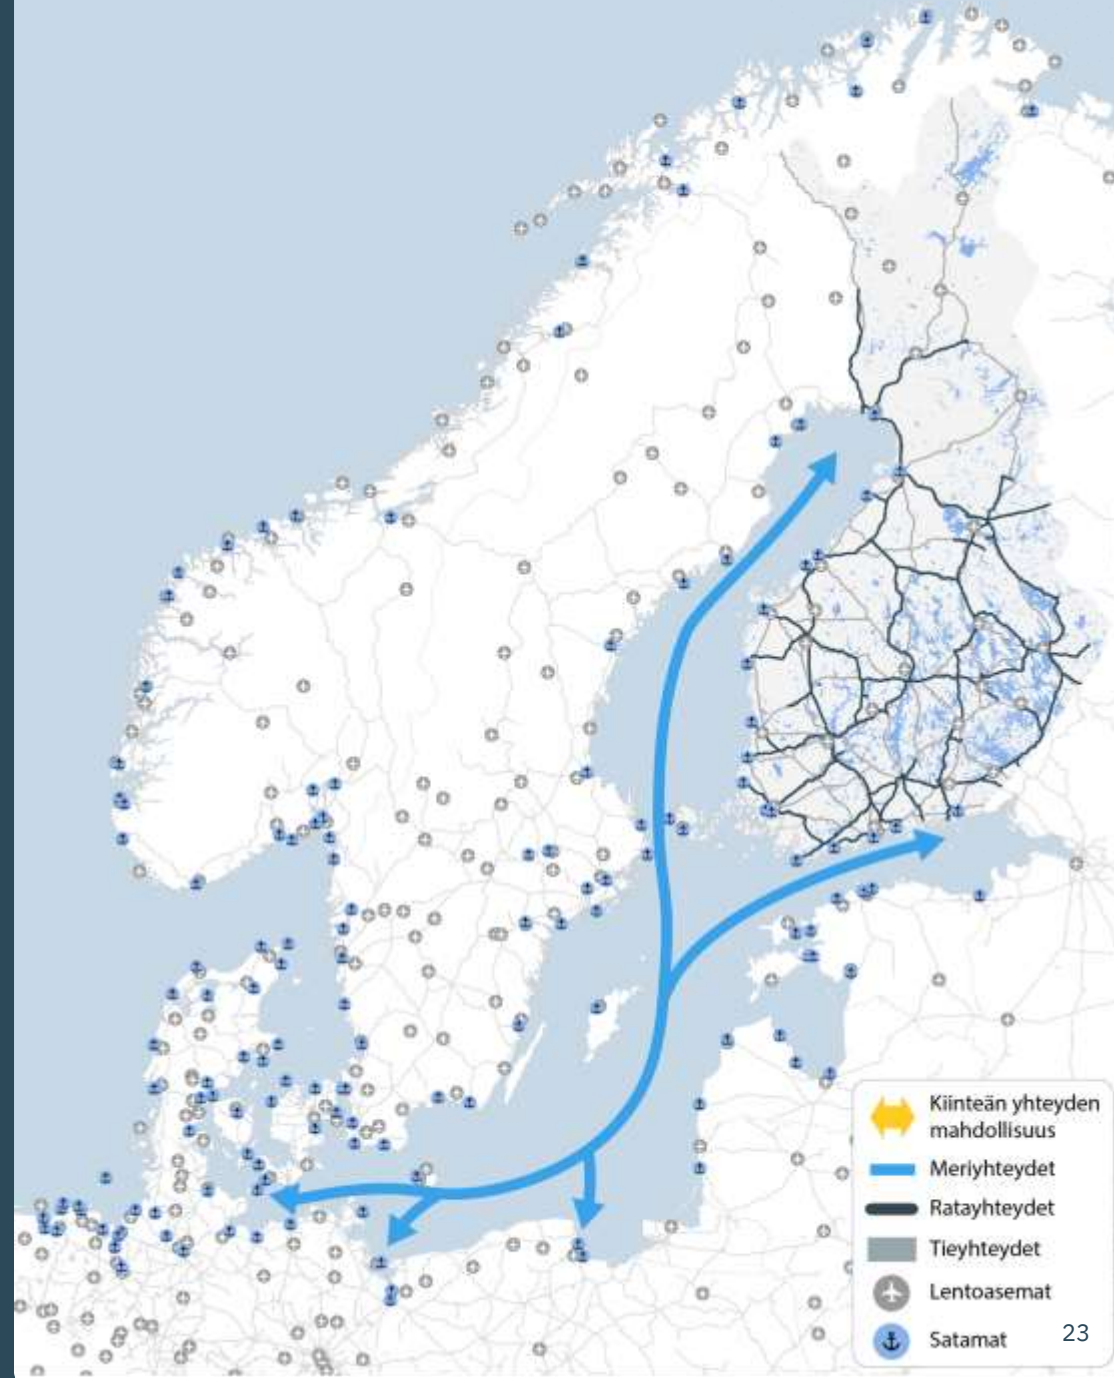 Kiinteän yhteyden
mahdollisuus
Meriyhteydet
Ratayhteydet
Tieyhteydet
Lentoasemat
Satamat
23